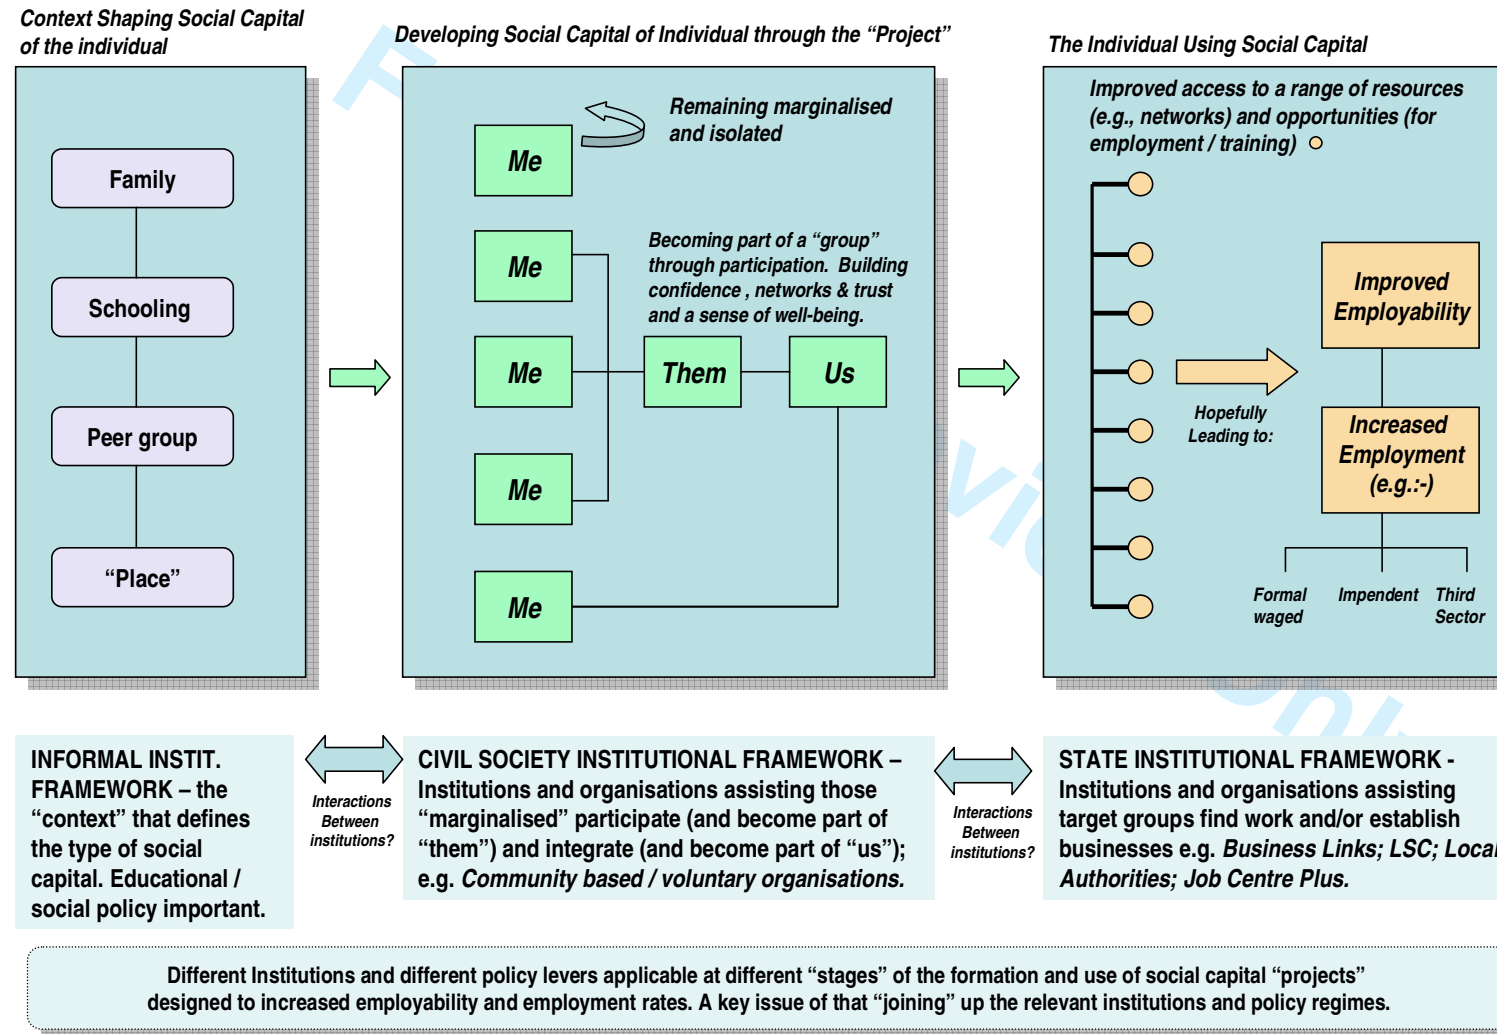 Context Shaping Social Capital
of the individual
Developing Social Capital of Individual through the “Project”
The Individual Using Social Capital
Family
Schooling
Peer group
“Place”
Me
Remaining marginalised
and isolated
Me
Becoming part of a “group”
through participation. Building
confidence , networks & trust
and a sense of well-being.
Me
Them
Us
Me
Me
Improved access to a range of resources
(e.g., networks) and opportunities (for
employment / training)
Hopefully
Leading to:
Improved
Employability
Increased
Employment
(e.g.:-)
Formal
waged
Impendent
Third
Sector
INFORMAL INSTIT.
FRAMEWORK – the
“context” that defines
the type of social
capital. Educational /
social policy important.
Interactions
Between
institutions?
CIVIL SOCIETY INSTITUTIONAL FRAMEWORK –
Institutions and organisations assisting those
“marginalised” participate (and become part of
“them”) and integrate (and become part of “us”);
e.g. Community based / voluntary organisations.
Interactions
Between
institutions?
STATE INSTITUTIONAL FRAMEWORK -
Institutions and organisations assisting
target groups find work and/or establish
businesses e.g. Business Links; LSC; Local
Authorities; Job Centre Plus.
Different Institutions and different policy levers applicable at different “stages” of the formation and use of social capital “projects”
designed to increased employability and employment rates. A key issue of that “joining” up the relevant institutions and policy regimes.